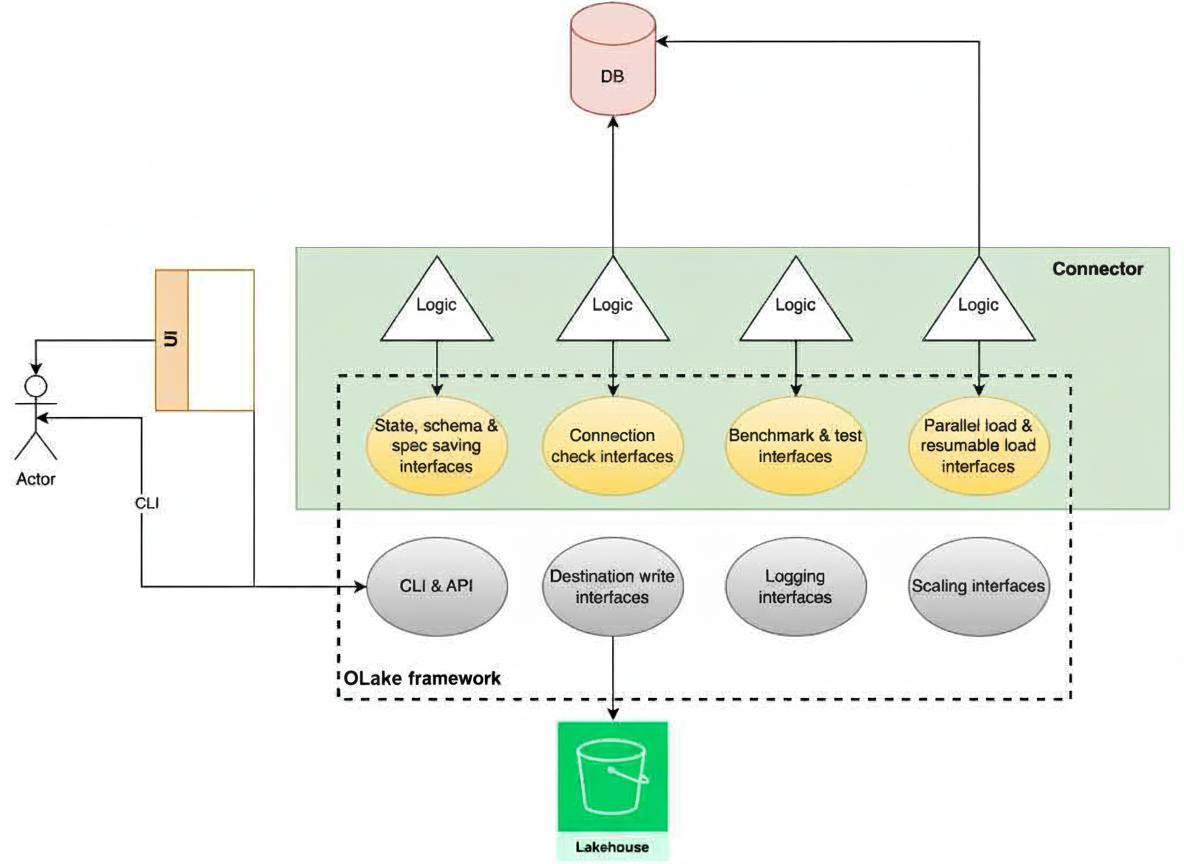 DB
Connector
Logic
Logic
Logic
Logic
UI
State, schema &
spec saving
interfaces
Connection
check interfaces
Benchmark & test
interfaces
Parallel load &
resumable load
interfaces
Actor
CLI
CLI & API
Destination write
interfaces
Logging
interfaces
Scaling interfaces
OLake framework
Lakehouse